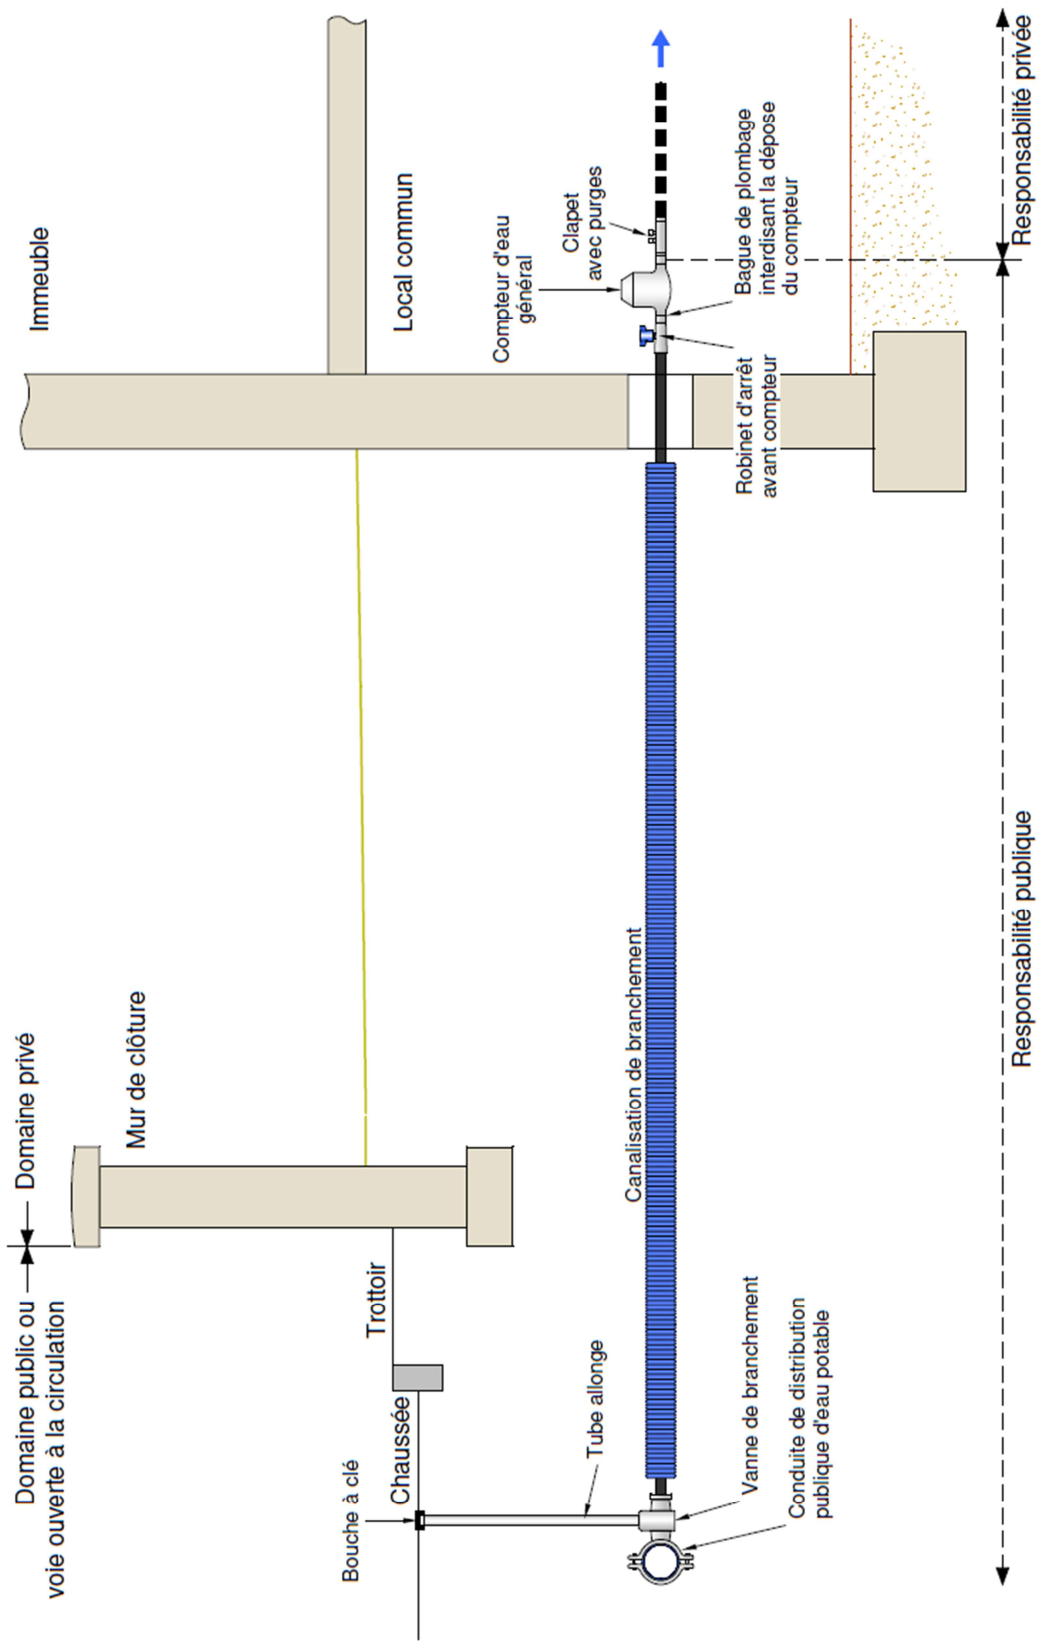 Domaine public ou
voie ouverte à la circulation
Domaine privé
Mur de clôture
Immeuble
Local commun
Trottoir
Chaussée
Bouche à clé
Compteur d'eau
général
Clapet
avec purges
Tube allonge
Canalisation de branchement
Vanne de branchement
Conduite de distribution
publique d'eau potable
Robinet d'arrêt
avant compteur
Bague de plombage
interdisant la dépose
du compteur
Responsabilité publique
Responsabilité privée